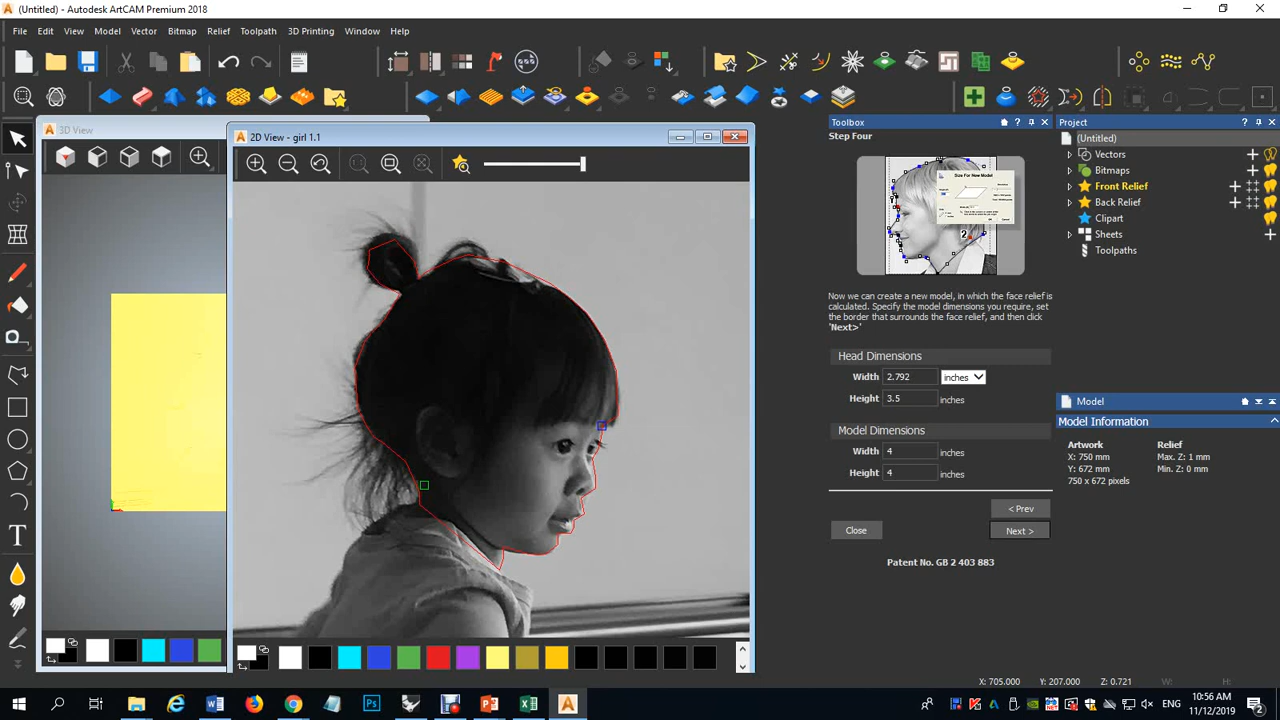 (Untitled) - Autodesk ArtCAM Premium 2018
File Edit View Model Vector Bitmap Relief Toolpath 3D Printing Window Help
3D View
2D View - girl 1.1
Toolbox
Step Four
Size For New Model
2
Now we can create a new model, in which the face relief is
calculated. Specify the model dimensions you require, set
the border that surrounds the face relief, and then click
'Next>'
Head Dimensions
Width 2.792 inches
Height 3.5 inches
Model Dimensions
Width 4 inches
Height 4 inches
< Prev
Close Next >
Patent No. GB 2 403 883
Project
(Untitled)
Vectors
Bitmaps
Front Relief
Back Relief
Clipart
Sheets
Toolpaths
Model
Model Information
Artwork Relief
X: 750 mm Max. Z: 1 mm
Y: 672 mm Min. Z: 0 mm
750 x 672 pixels
X: 705.000 Y: 207.000 Z: 0.721 W: H:
ENG
10:56 AM
11/12/2019
2